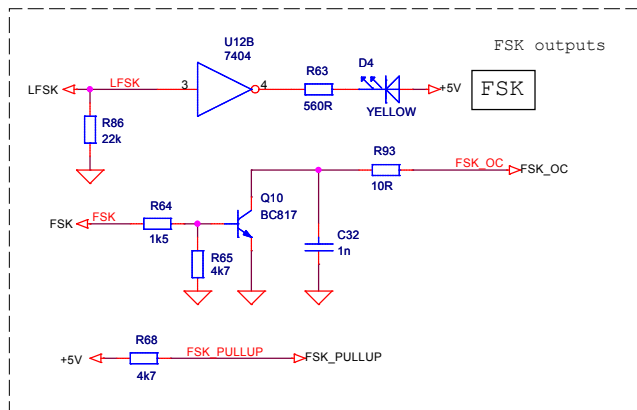 U12B
7404
FSK outputs
R63
D4
LFSK
LFSK
3
4
+5V
FSK
560R
YELLOW
R86
22k
R93
FSK_OC
FSK_OC
10R
Q10
BC817
R64
FSK
FSK
1k5
C32
1n
R65
4k7
R68
+5V
FSK_PULLUP
FSK_PULLUP
4k7